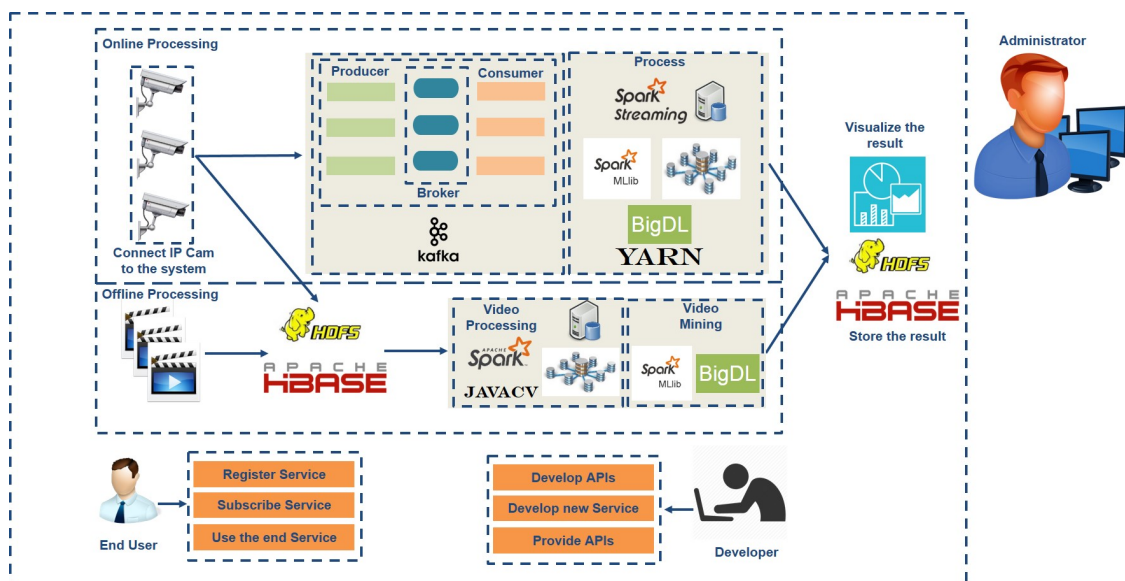 Online Processing
Connect IP Cam
to the system
Producer
Broker
Consumer
kafka
Process
Spark
Streaming
Spark
MLlib
BigDL
YARN
Visualize the
result
HDFS
APACHE
HBASE
Store the result
Administrator
Offline Processing
HDFS
APACHE
HBASE
Video
Processing
APACHE
Spark
JAVACV
Video
Mining
Spark
MLlib
BigDL
End User
Register Service
Subscribe Service
Use the end Service
Develop APIs
Develop new Service
Provide APIs
Developer